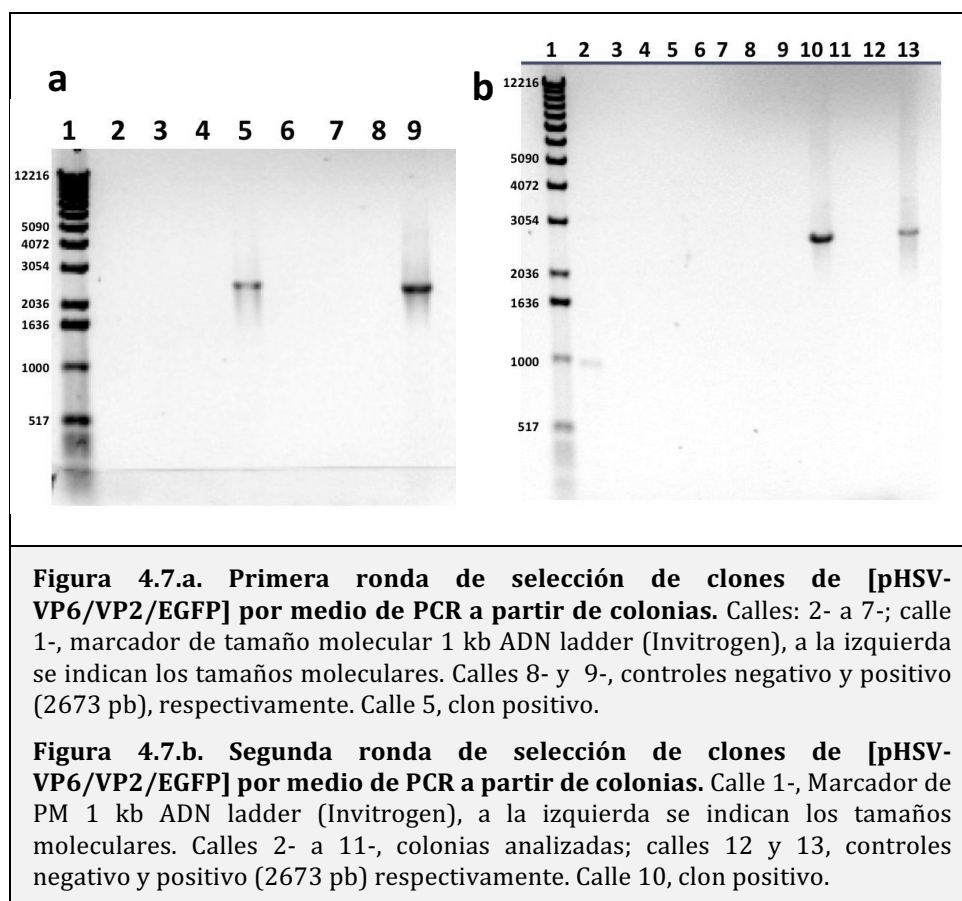 a
1 2 3 4 5 6 7 8 9
12216
5090
4072
3054
2036
1636
1000
517
b
1 2 3 4 5 6 7 8 9 10 11 12 13
12216
5090
4072
3054
2036
1636
1000
517
Figura 4.7.a. Primera ronda de selección de clones de [pHSV-
VP6/VP2/EGFP] por medio de PCR a partir de colonias. Calles: 2- a 7-; calle
1-, marcador de tamaño molecular 1 kb ADN ladder (Invitrogen), a la izquierda
se indican los tamaños moleculares. Calles 8- y 9-, controles negativo y positivo
(2673 pb), respectivamente. Calle 5, clon positivo.
Figura 4.7.b. Segunda ronda de selección de clones de [pHSV-
VP6/VP2/EGFP] por medio de PCR a partir de colonias. Calle 1-, Marcador de
PM 1 kb ADN ladder (Invitrogen), a la izquierda se indican los tamaños
moleculares. Calles 2- a 11-, colonias analizadas; calles 12 y 13, controles
negativo y positivo (2673 pb) respectivamente. Calle 10, clon positivo.